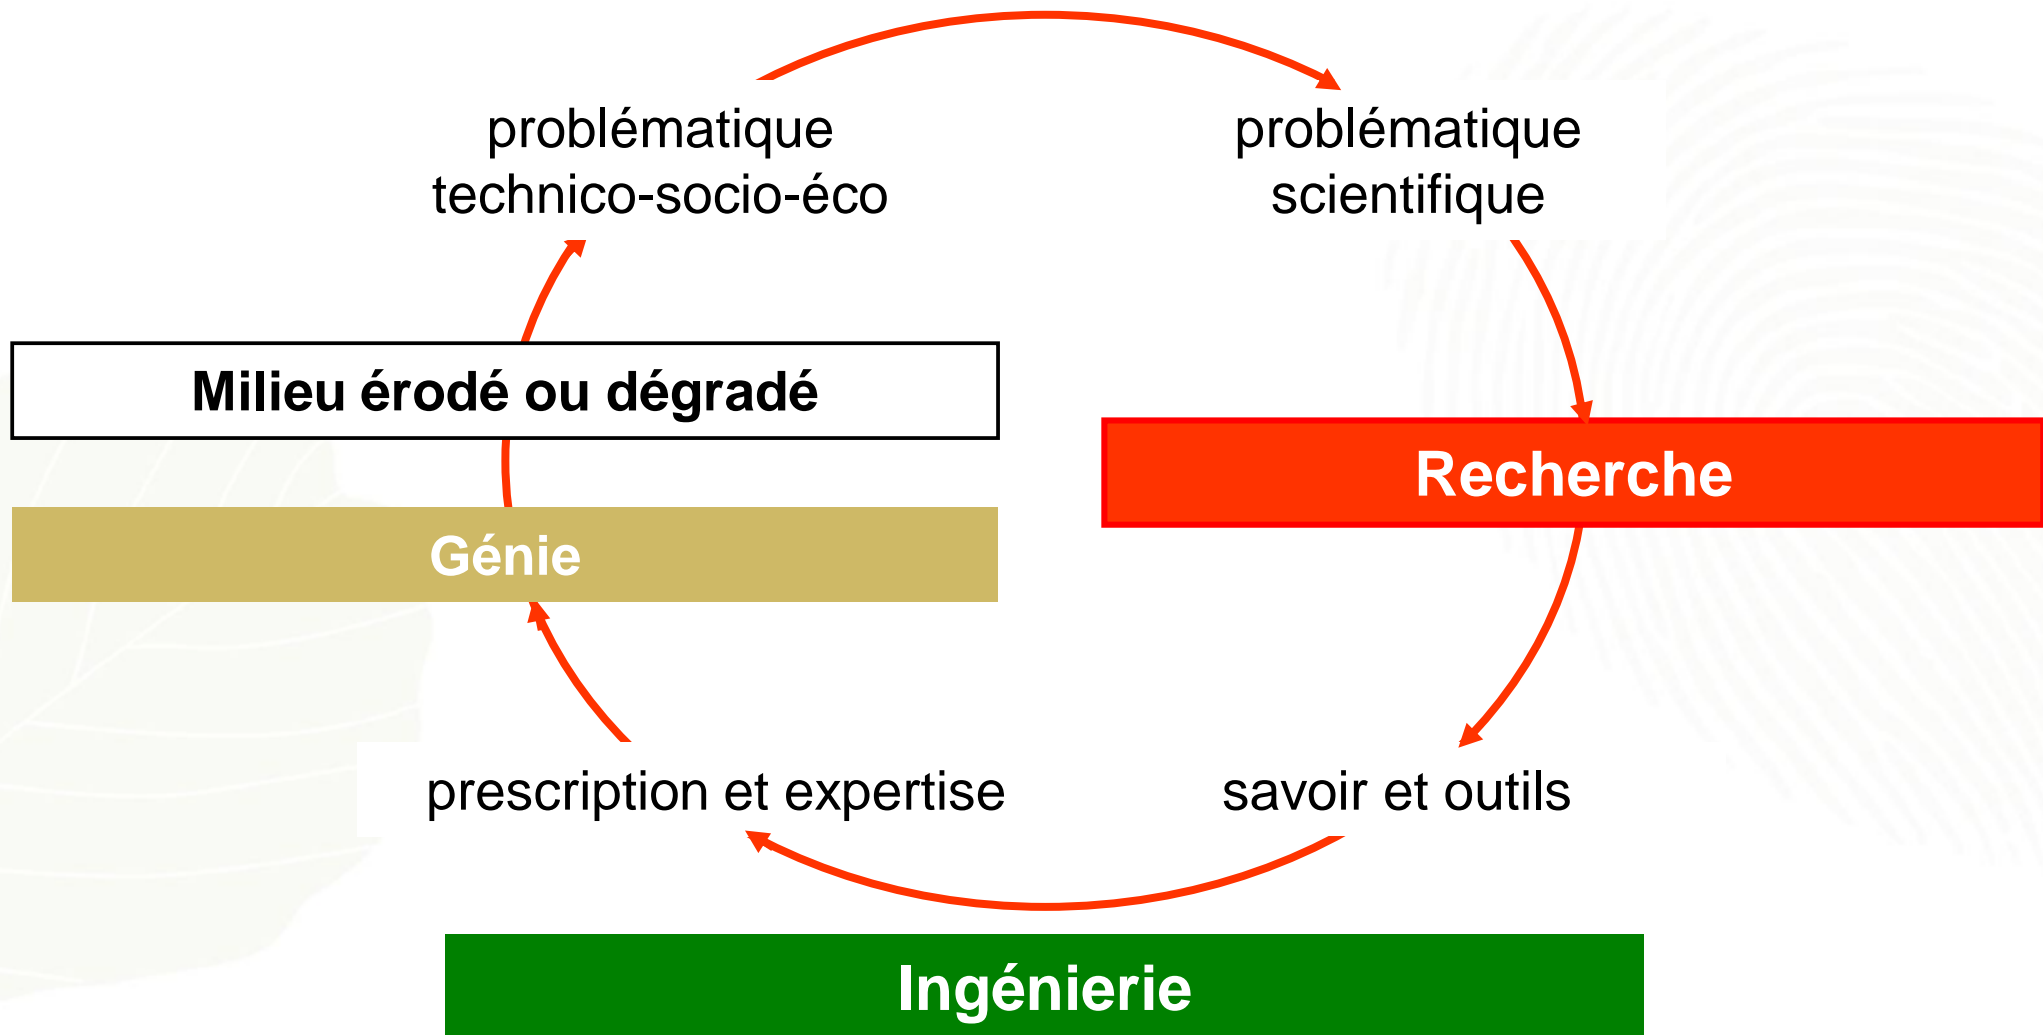 problématique
technico-socio-éco
problématique
scientifique
Milieu érodé ou dégradé
Recherche
Génie
prescription et expertise
savoir et outils
Ingénierie